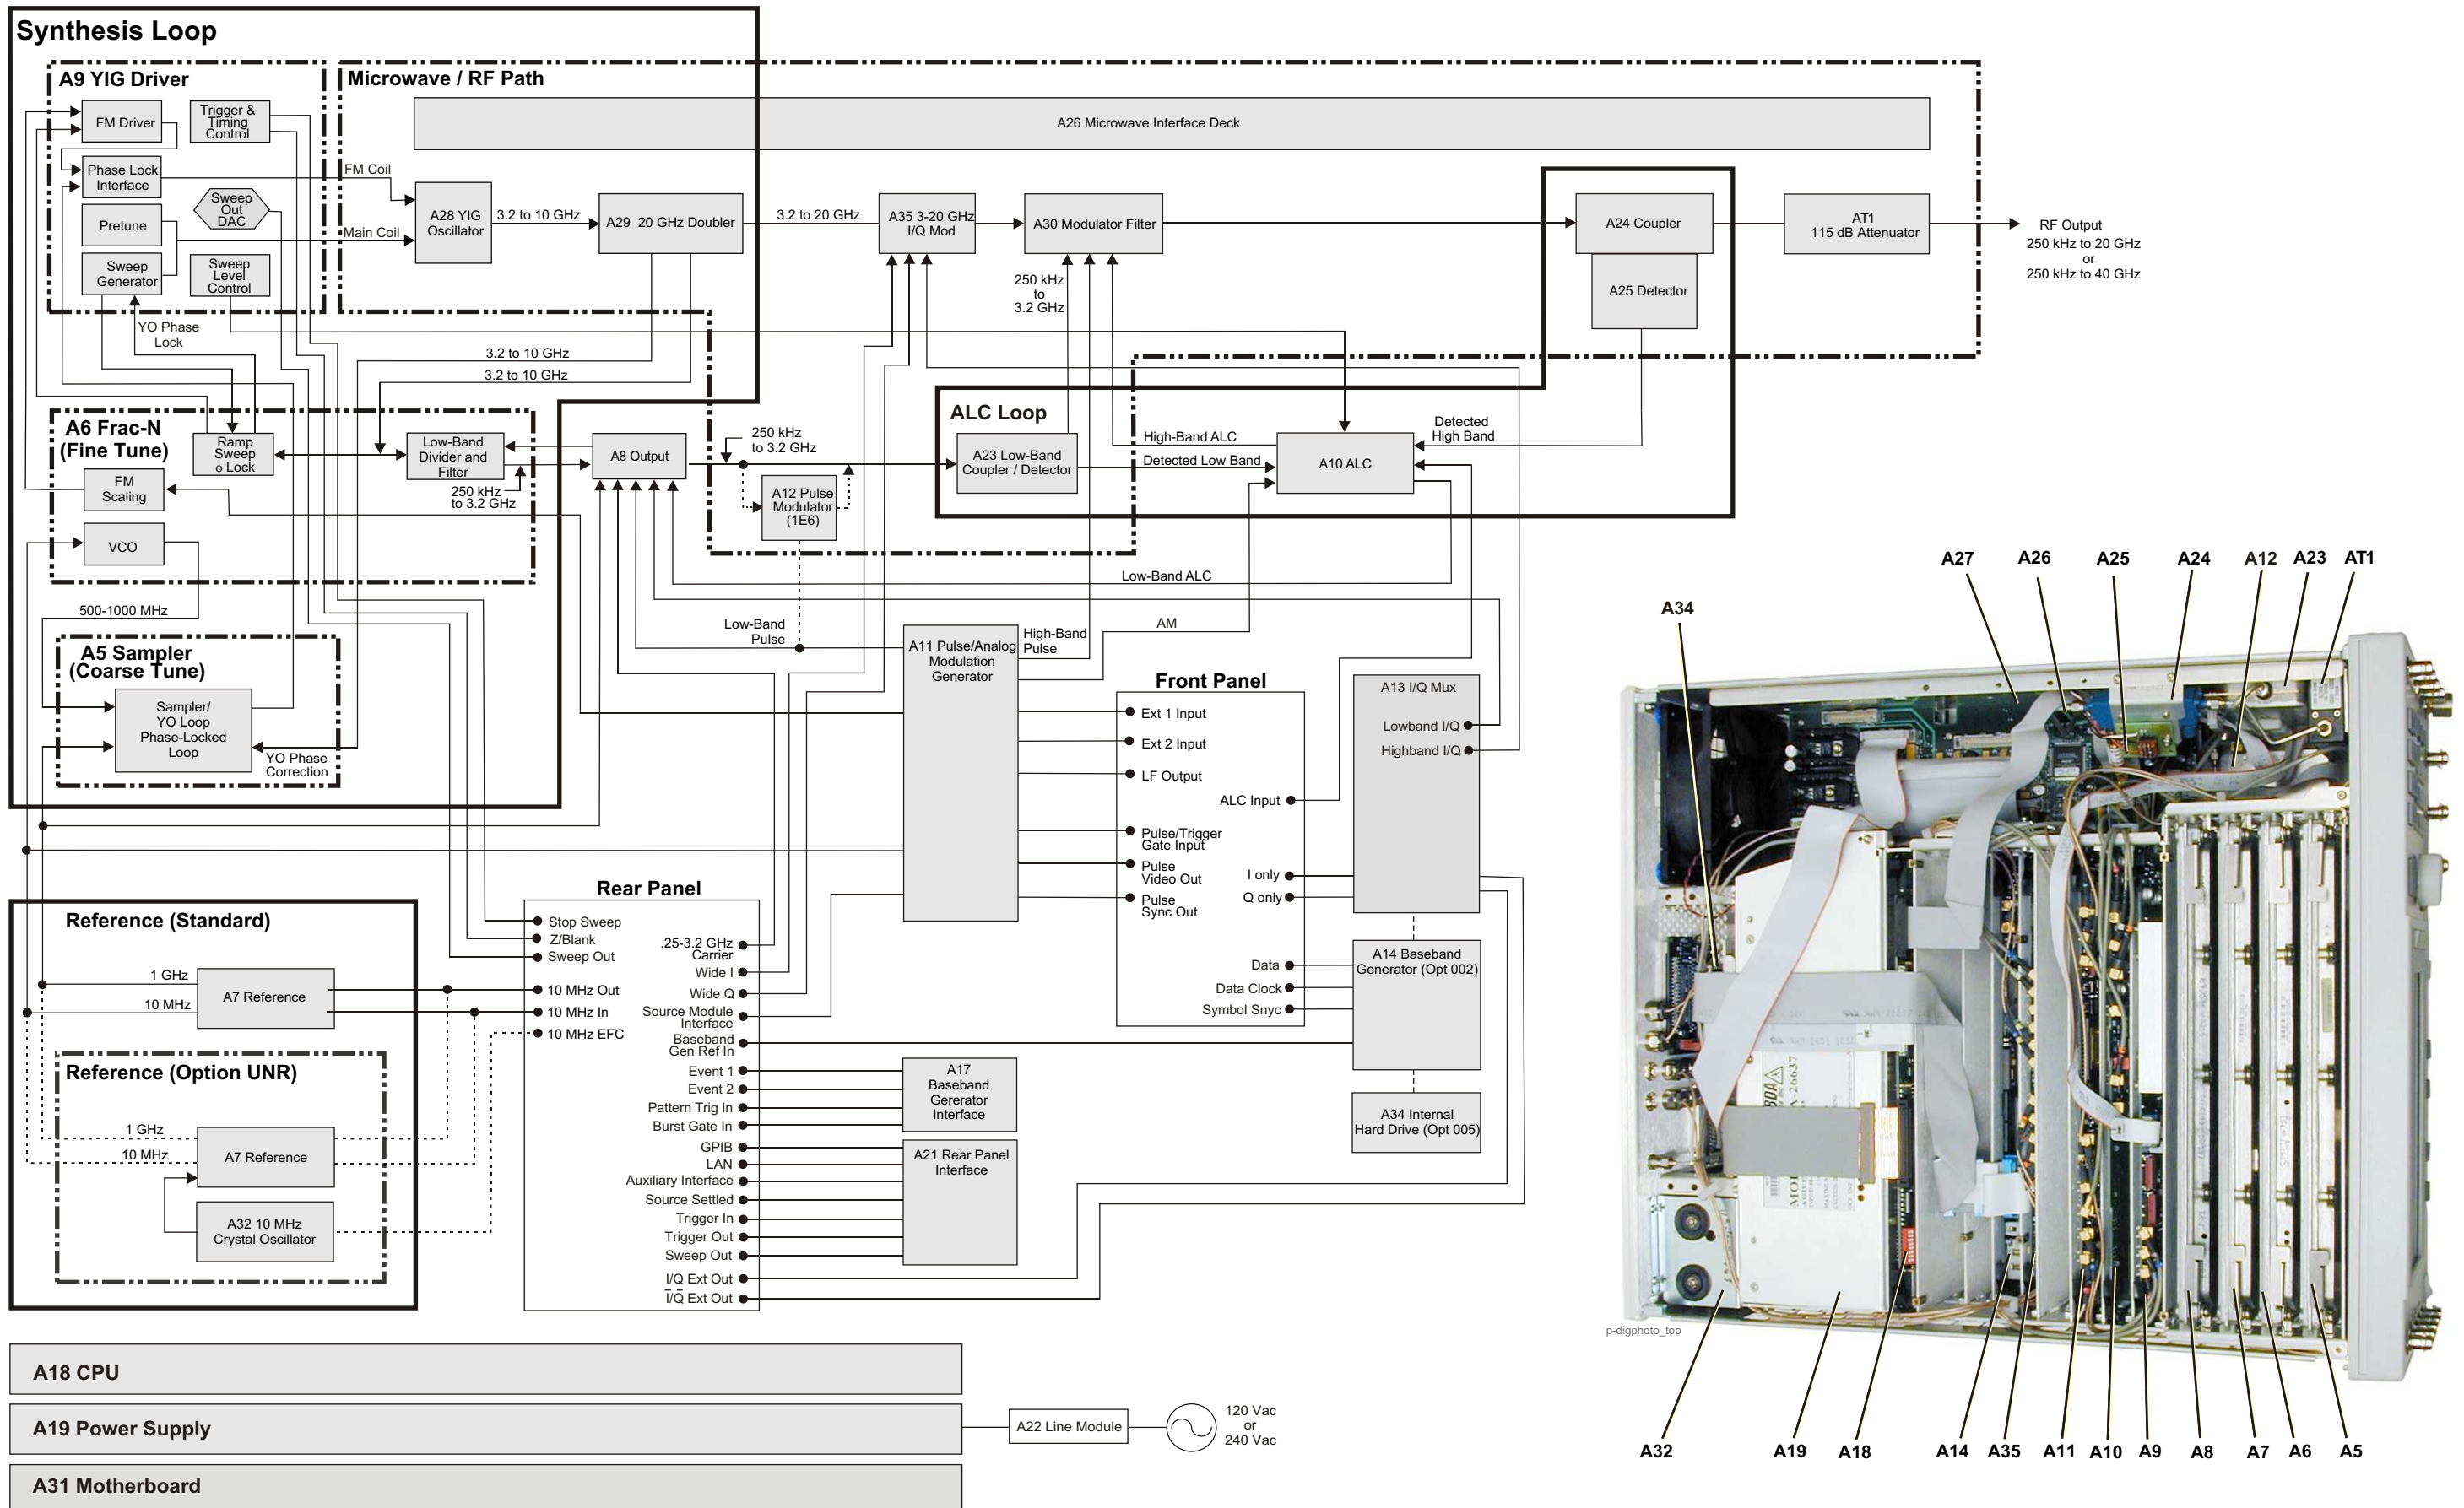 Synthesis Loop
A9 YIG Driver
FM Driver
Trigger &
Timing
Control
Phase Lock
Interface
Sweep
Out
DAC
Pretune
Sweep
Generator
Sweep
Level
Control
YO Phase
Lock
Microwave / RF Path
A26 Microwave Interface Deck
FM Coil
Main Coil
A28 YIG
Oscillator
3.2 to 10 GHz
A29 20 GHz Doubler
3.2 to 20 GHz
A35 3-20 GHz
I/Q Mod
A30 Modulator Filter
250 kHz
to
3.2 GHz
A24 Coupler
A25 Detector
AT1
115 dB Attenuator
RF Output
250 kHz to 20 GHz
or
250 kHz to 40 GHz
3.2 to 10 GHz
3.2 to 10 GHz
A6 Frac-N
(Fine Tune)
Ramp
Sweep
ϕ Lock
Low-Band
Divider and
Filter
FM
Scaling
VCO
250 kHz
to 3.2 GHz
A8 Output
250 kHz
to 3.2 GHz
A12 Pulse
Modulator
(1E6)
ALC Loop
A23 Low-Band
Coupler / Detector
High-Band ALC
Detected Low Band
A10 ALC
Detected
High Band
Low-Band ALC
500-1000 MHz
A5 Sampler
(Coarse Tune)
Sampler/
YO Loop
Phase-Locked
Loop
YO Phase
Correction
Low-Band
Pulse
A11 Pulse/Analog
Modulation
Generator
High-Band
Pulse
AM
Front Panel
Ext 1 Input
Ext 2 Input
LF Output
ALC Input
Pulse/Trigger
Gate Input
Pulse
Video Out
Pulse
Sync Out
I only
Q only
Data
Data Clock
Symbol Snyc
A13 I/Q Mux
Lowband I/Q
Highband I/Q
A14 Baseband
Generator (Opt 002)
A34 Internal
Hard Drive (Opt 005)
Reference (Standard)
1 GHz
10 MHz
A7 Reference
Reference (Option UNR)
1 GHz
10 MHz
A7 Reference
A32 10 MHz
Crystal Oscillator
Rear Panel
Stop Sweep
Z/Blank
Sweep Out
10 MHz Out
10 MHz In
10 MHz EFC
.25-3.2 GHz
Carrier
Wide I
Wide Q
Source Module
Interface
Baseband
Gen Ref In
Event 1
Event 2
Pattern Trig In
Burst Gate In
GPIB
LAN
Auxiliary Interface
Source Settled
Trigger In
Trigger Out
Sweep Out
I/Q Ext Out
I̅/Q̅ Ext Out
A17
Baseband
Gererator
Interface
A21 Rear Panel
Interface
A18 CPU
A19 Power Supply
A31 Motherboard
A22 Line Module
120 Vac
or
240 Vac
A34
A27
A26
A25
A24
A12
A23
AT1
p-digphoto_top
A32
A19
A18
A14
A35
A11
A10
A9
A8
A7
A6
A5